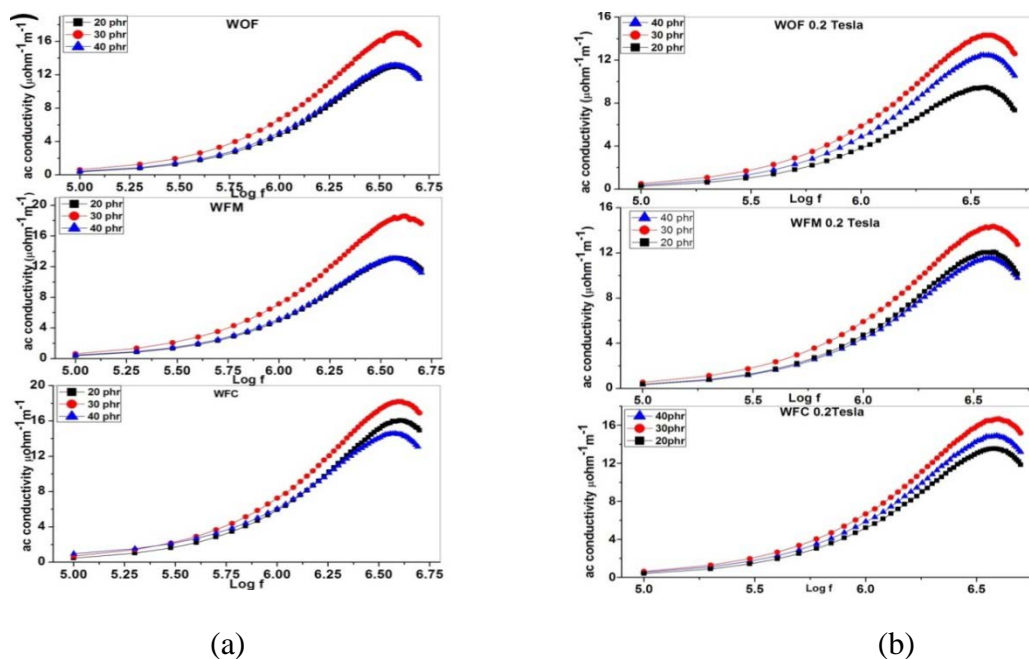 )
WOF
20 phr
30 phr
40 phr
ac conductivity (µohm⁻¹m⁻¹)
16
12
8
4
0
5.00 5.25 5.50 5.75 6.00 6.25 6.50 6.75
Log f
WFM
20 phr
30 phr
40 phr
ac conductivity (µohm⁻¹m⁻¹)
20
16
12
8
4
0
5.00 5.25 5.50 5.75 6.00 6.25 6.50 6.75
Log f
WFC
20 phr
30 phr
40 phr
ac conductivity µohm⁻¹m⁻¹)
20
16
12
8
4
0
5.00 5.25 5.50 5.75 6.00 6.25 6.50 6.75
Log f
(a)
WOF 0.2 Tesla
40 phr
30 phr
20 phr
ac conductivity (µohm⁻¹m⁻¹)
16
12
8
4
0
5.0 5.5 6.0 6.5
Log f
WFM 0.2 Tesla
40 phr
30 phr
20 phr
ac conductivity (µohm⁻¹m⁻¹)
16
12
8
4
0
5.0 5.5 6.0 6.5
Log f
WFC 0.2Tesla
40phr
30phr
20phr
ac conductivity µohm⁻¹m⁻¹)
16
12
8
4
0
5.0 5.5 6.0 6.5
Log f
(b)